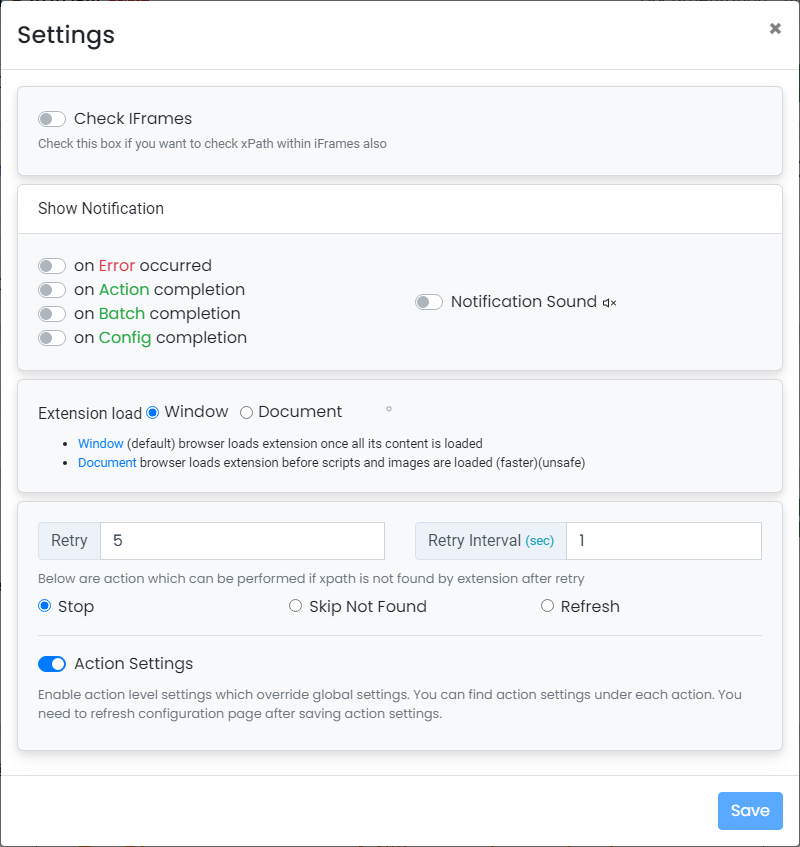 Settings
Check IFrames
Check this box if you want to check xPath within iFrames also
Show Notification
on Error occurred
on Action completion
on Batch completion
on Config completion
Notification Sound
Extension load Window Document
Window (default) browser loads extension once all its content is loaded
Document browser loads extension before scripts and images are loaded (faster)(unsafe)
Retry 5 Retry Interval (sec) 1
Below are action which can be performed if xpath is not found by extension after retry
Stop Skip Not Found Refresh
Action Settings
Enable action level settings which override global settings. You can find action settings under each action. You
need to refresh configuration page after saving action settings.
Save